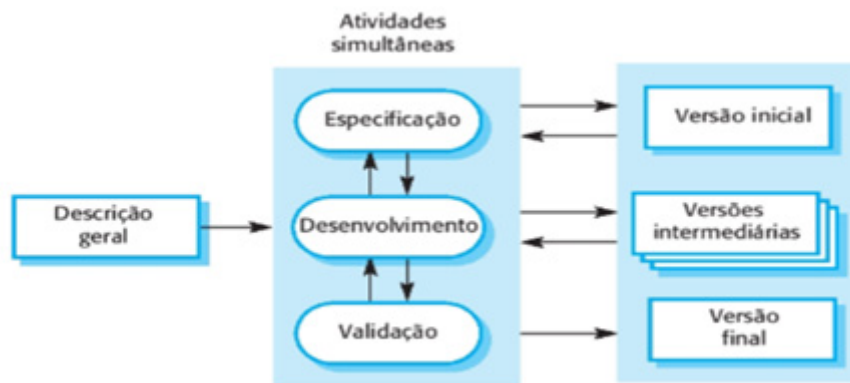 Atividades
simultâneas
Especificação
Versão inicial
Descrição
geral
Desenvolvimento
Versões
intermediárias
Validação
Versão
final